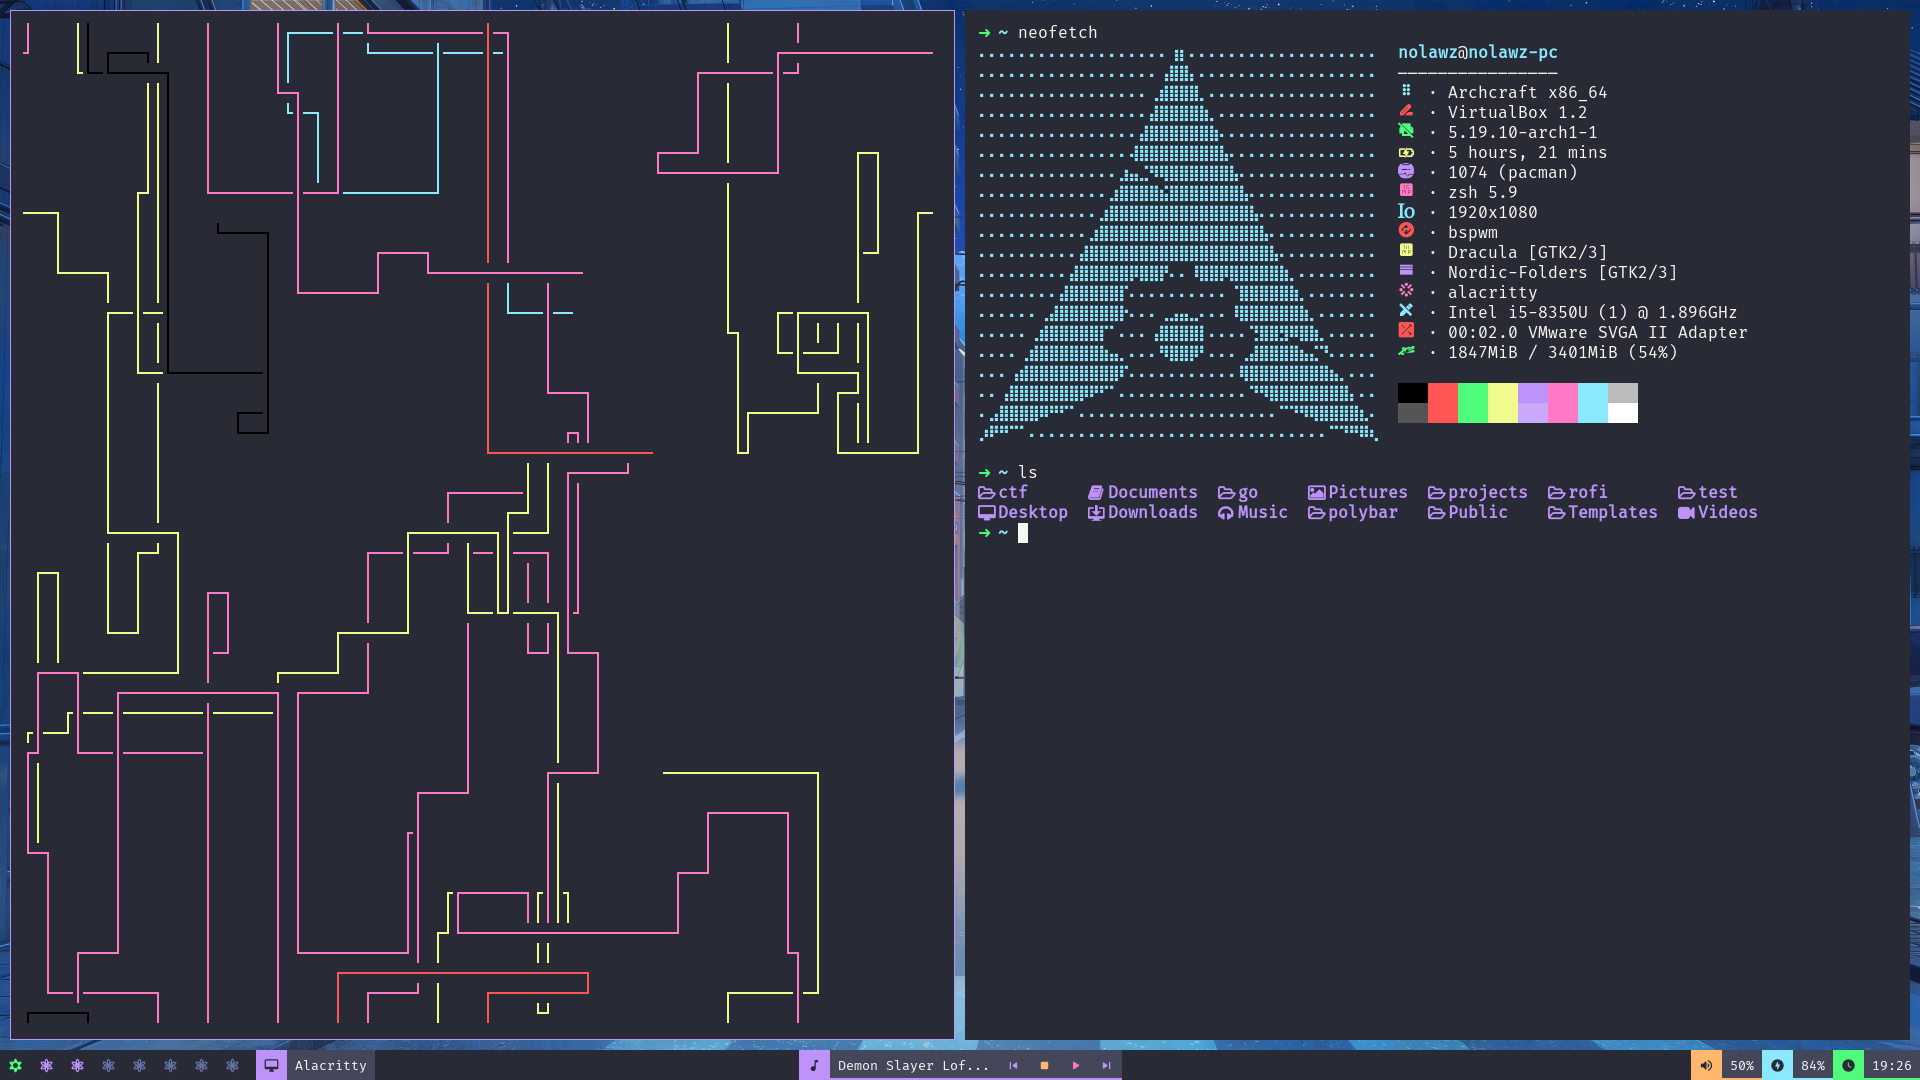 ➜ ~ neofetch
nolawz@nolawz-pc
────────────────
· Archcraft x86_64
· VirtualBox 1.2
· 5.19.10-arch1-1
· 5 hours, 21 mins
· 1074 (pacman)
· zsh 5.9
· 1920x1080
· bspwm
· Dracula [GTK2/3]
· Nordic-Folders [GTK2/3]
· alacritty
· Intel i5-8350U (1) @ 1.896GHz
· 00:02.0 VMware SVGA II Adapter
· 1847MiB / 3401MiB (54%)
➜ ~ ls
ctf Documents go Pictures projects rofi test
Desktop Downloads Music polybar Public Templates Videos
➜ ~
Alacritty Demon Slayer Lof... 50% 84% 19:26